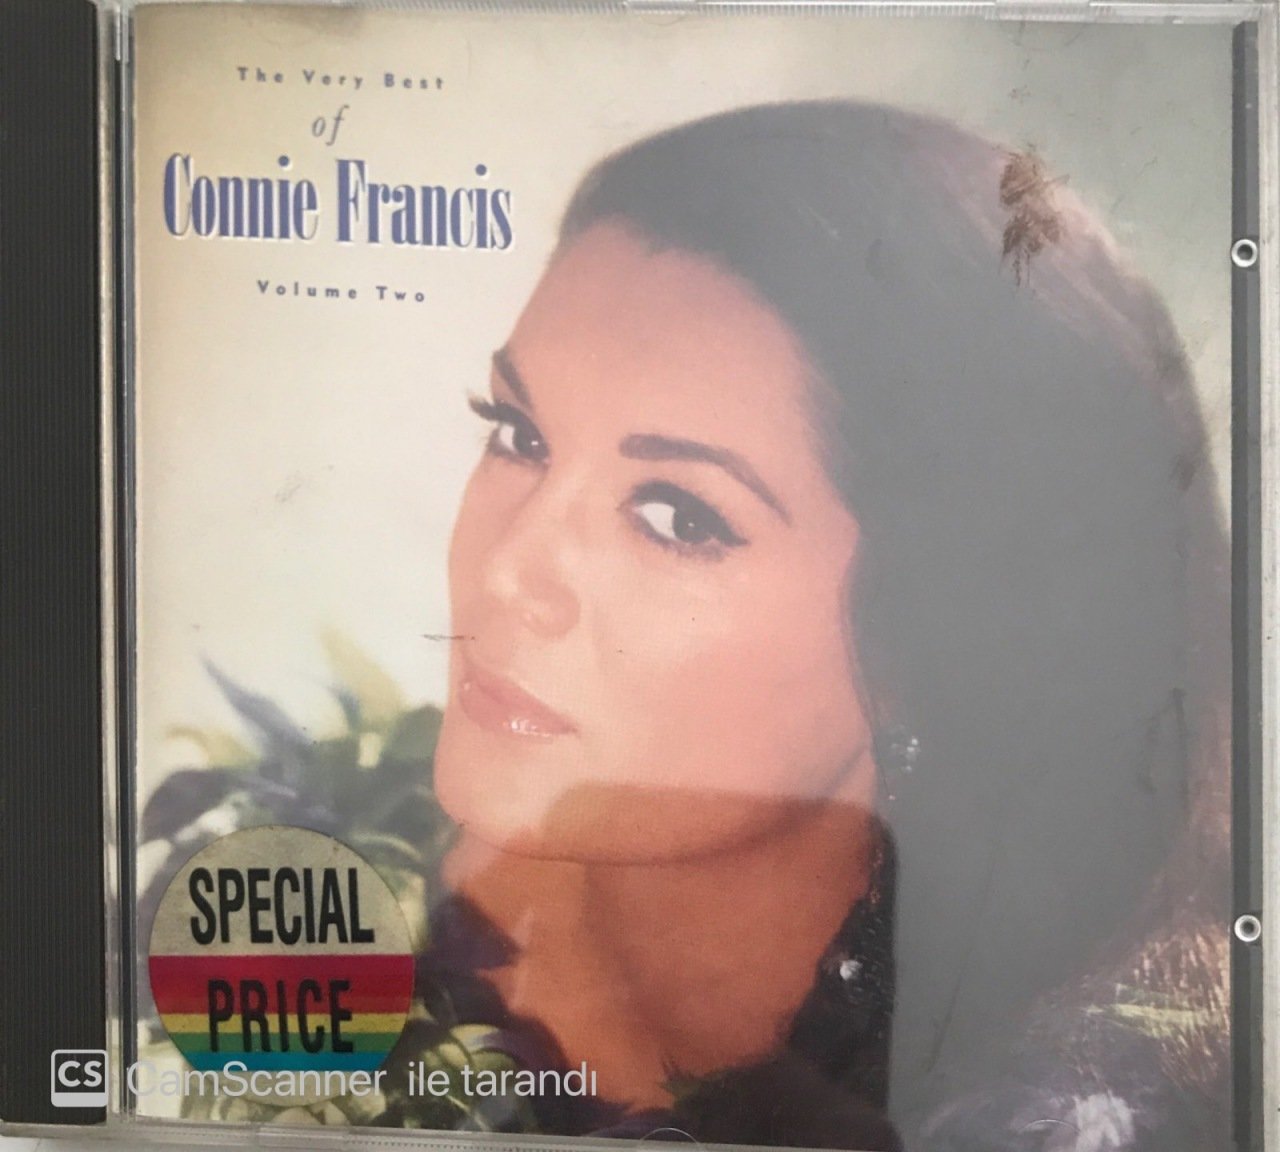 The Very Best
of
Connie Francis
Volume Two
SPECIAL
PRICE
CS CamScanner ile tarandı